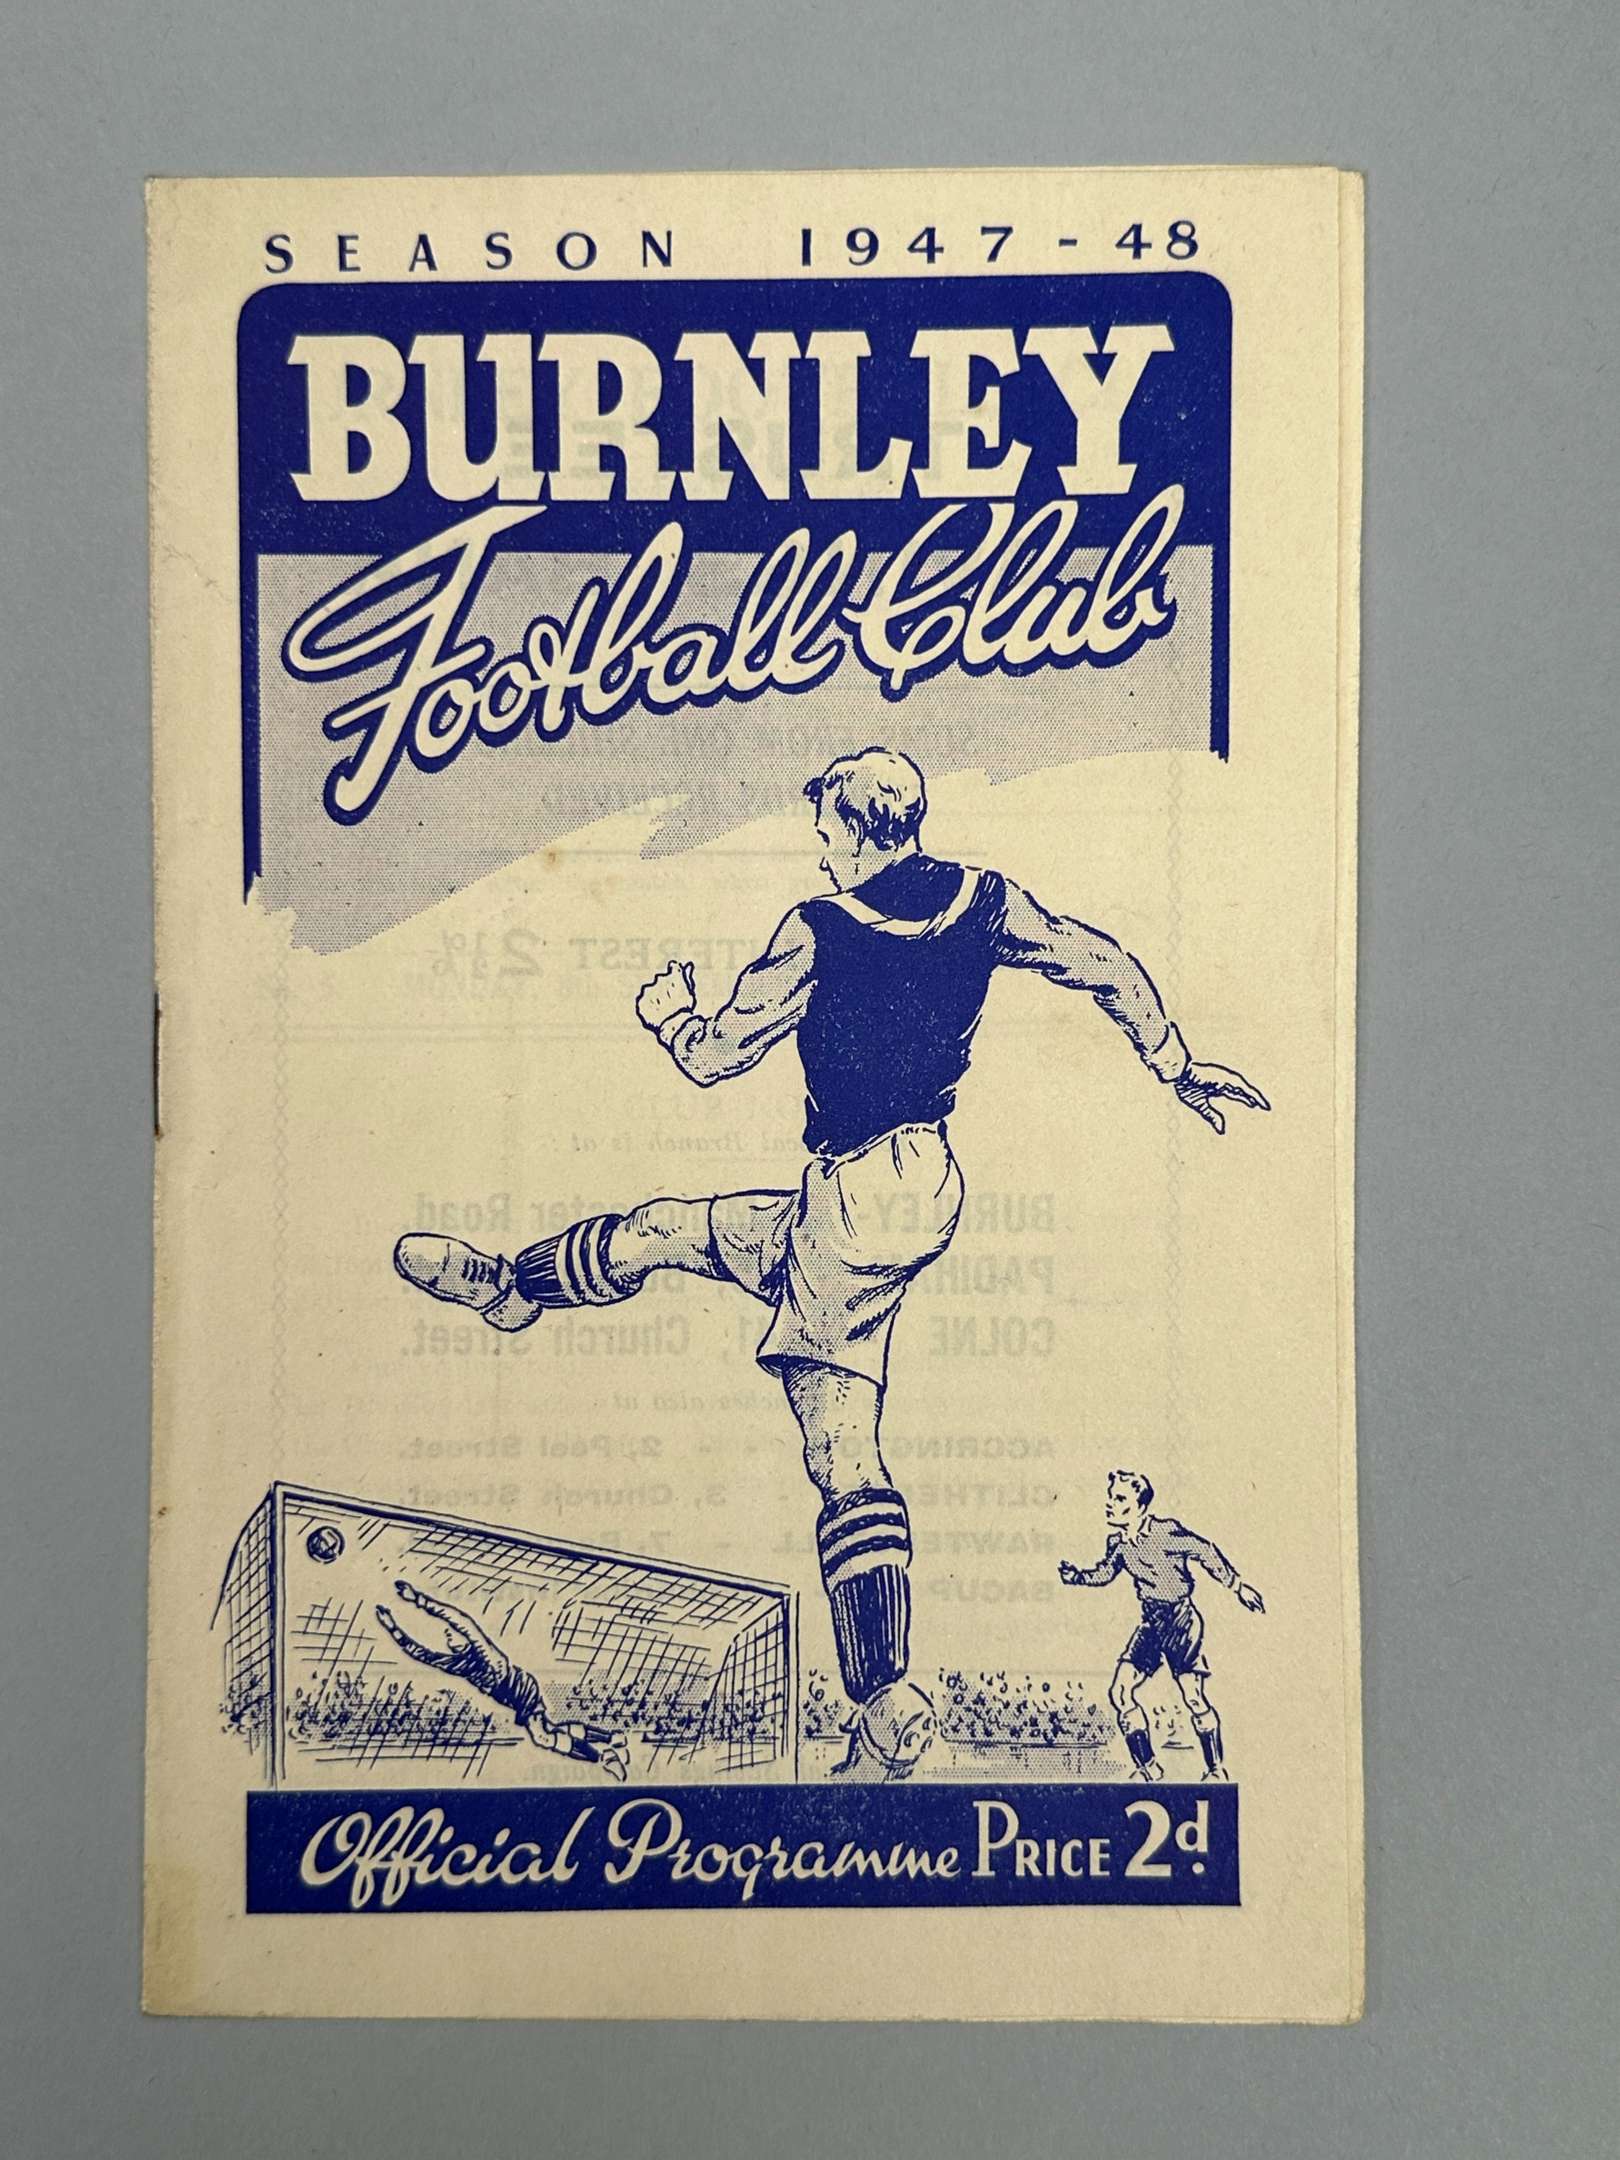 SEASON 1947-48
BURNLEY
Football Club
Official Programme PRICE 2d.